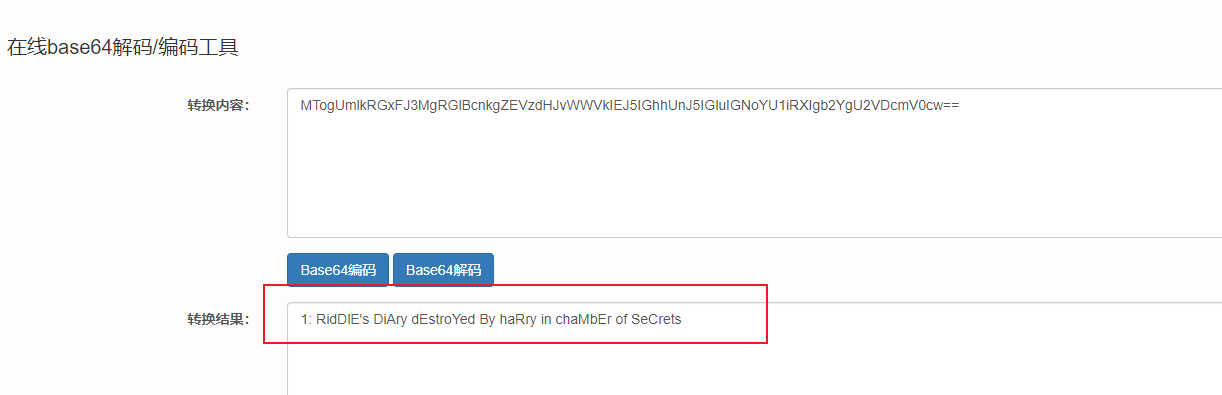 在线base64解码/编码工具
转换内容：
MTogUmlkRGxFJ3MgRGlBcnkgZEVzdHJvWWVkIEJ5IGhhUnJ5IGluIGNoYU1iRXIgb2YgU2VDcmV0cw==
Base64编码 Base64解码
转换结果：
1: RidDlE's DiAry dEstroYed By haRry in chaMbEr of SeCrets